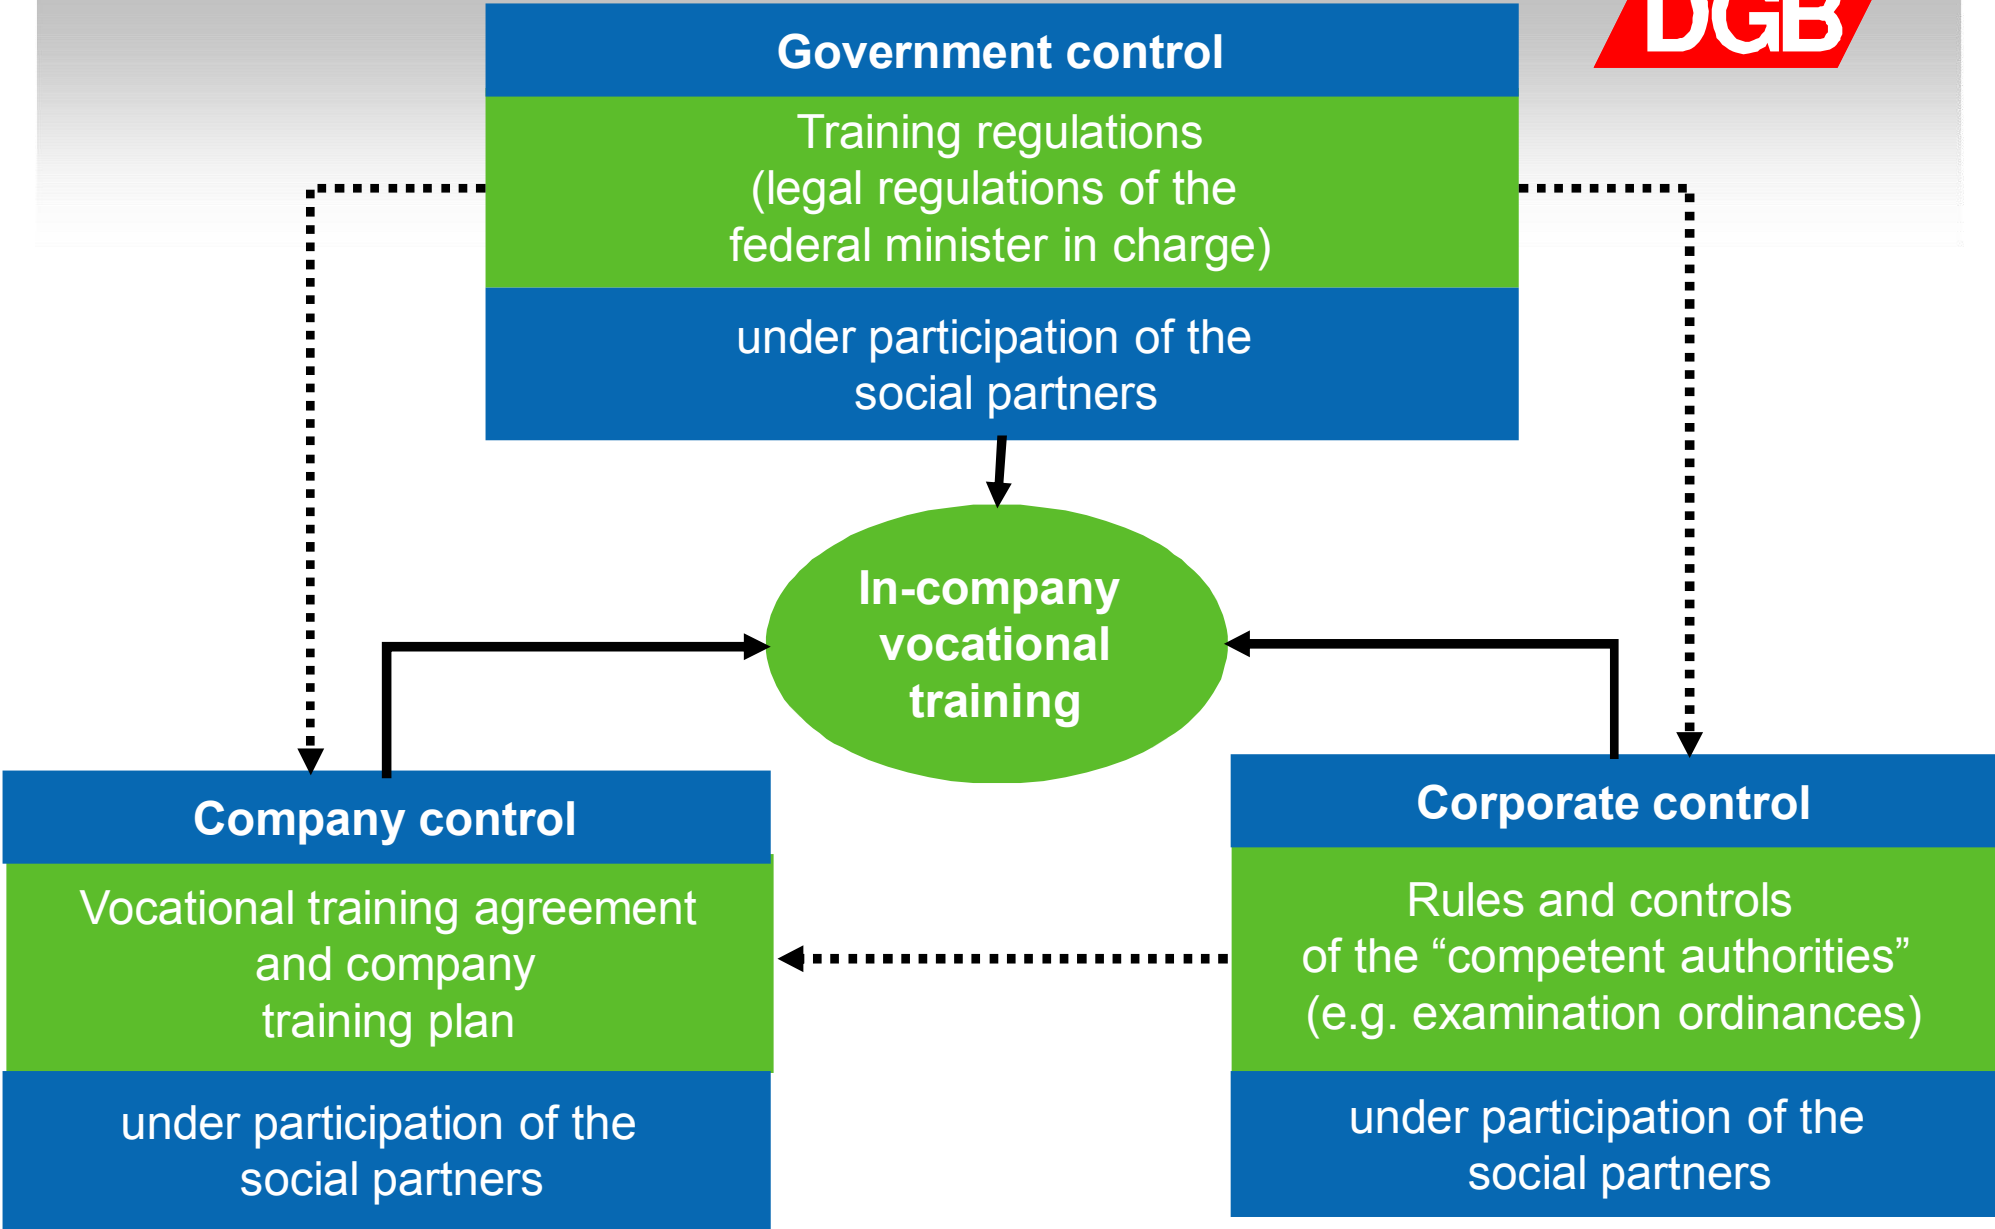 DGB
Government control
Training regulations
(legal regulations of the
federal minister in charge)
under participation of the
social partners
In-company
vocational
training
Company control
Vocational training agreement
and company
training plan
under participation of the
social partners
Corporate control
Rules and controls
of the “competent authorities”
(e.g. examination ordinances)
under participation of the
social partners